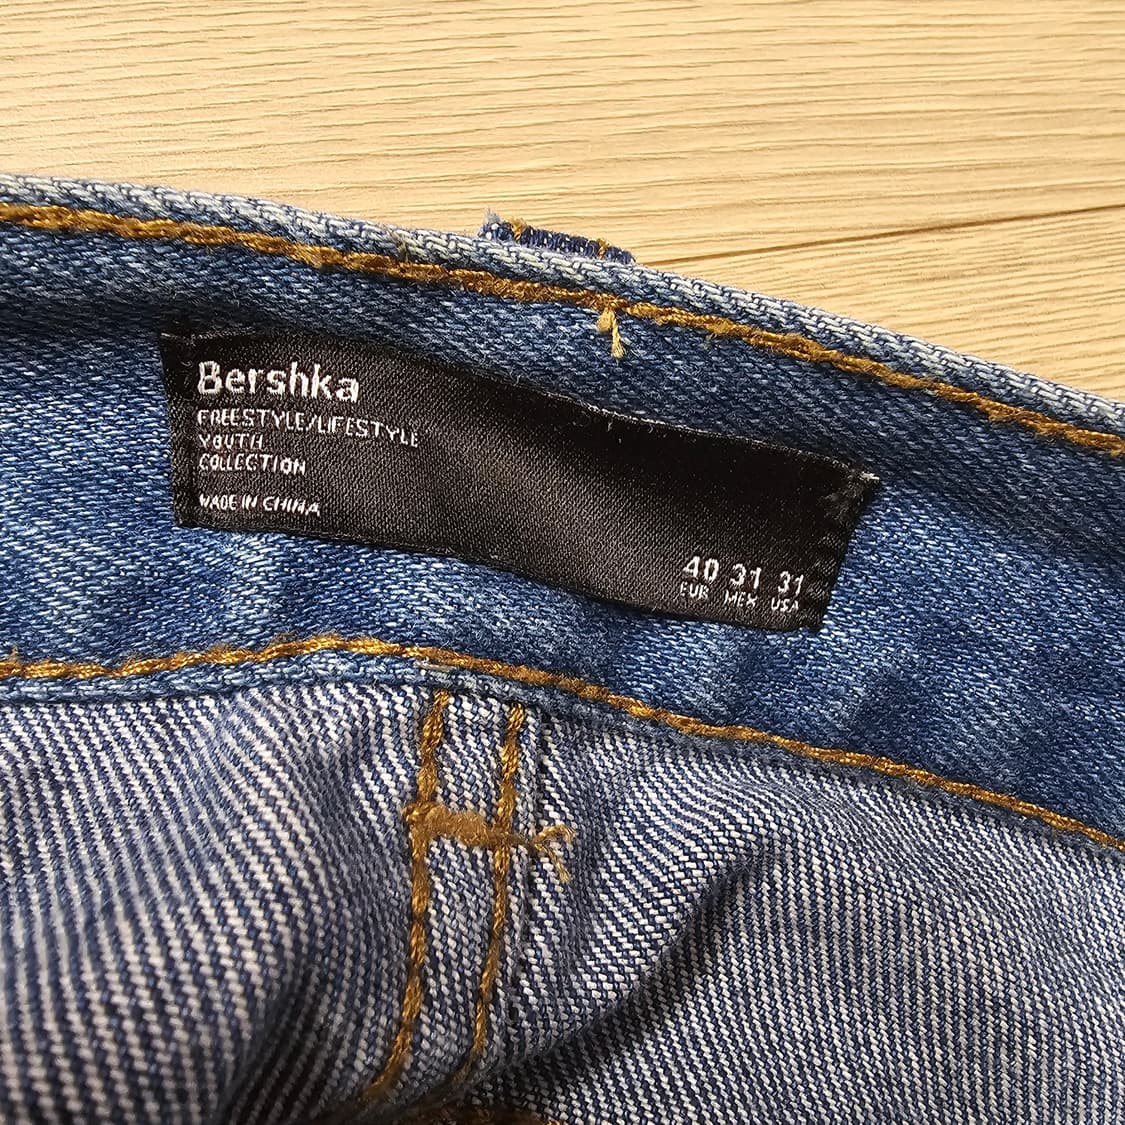 Bershka
FREESTYLE/LIFESTYLE
YOUTH
COLLECTION
MADE IN CHINA
40 31 31
EUR MEX USA